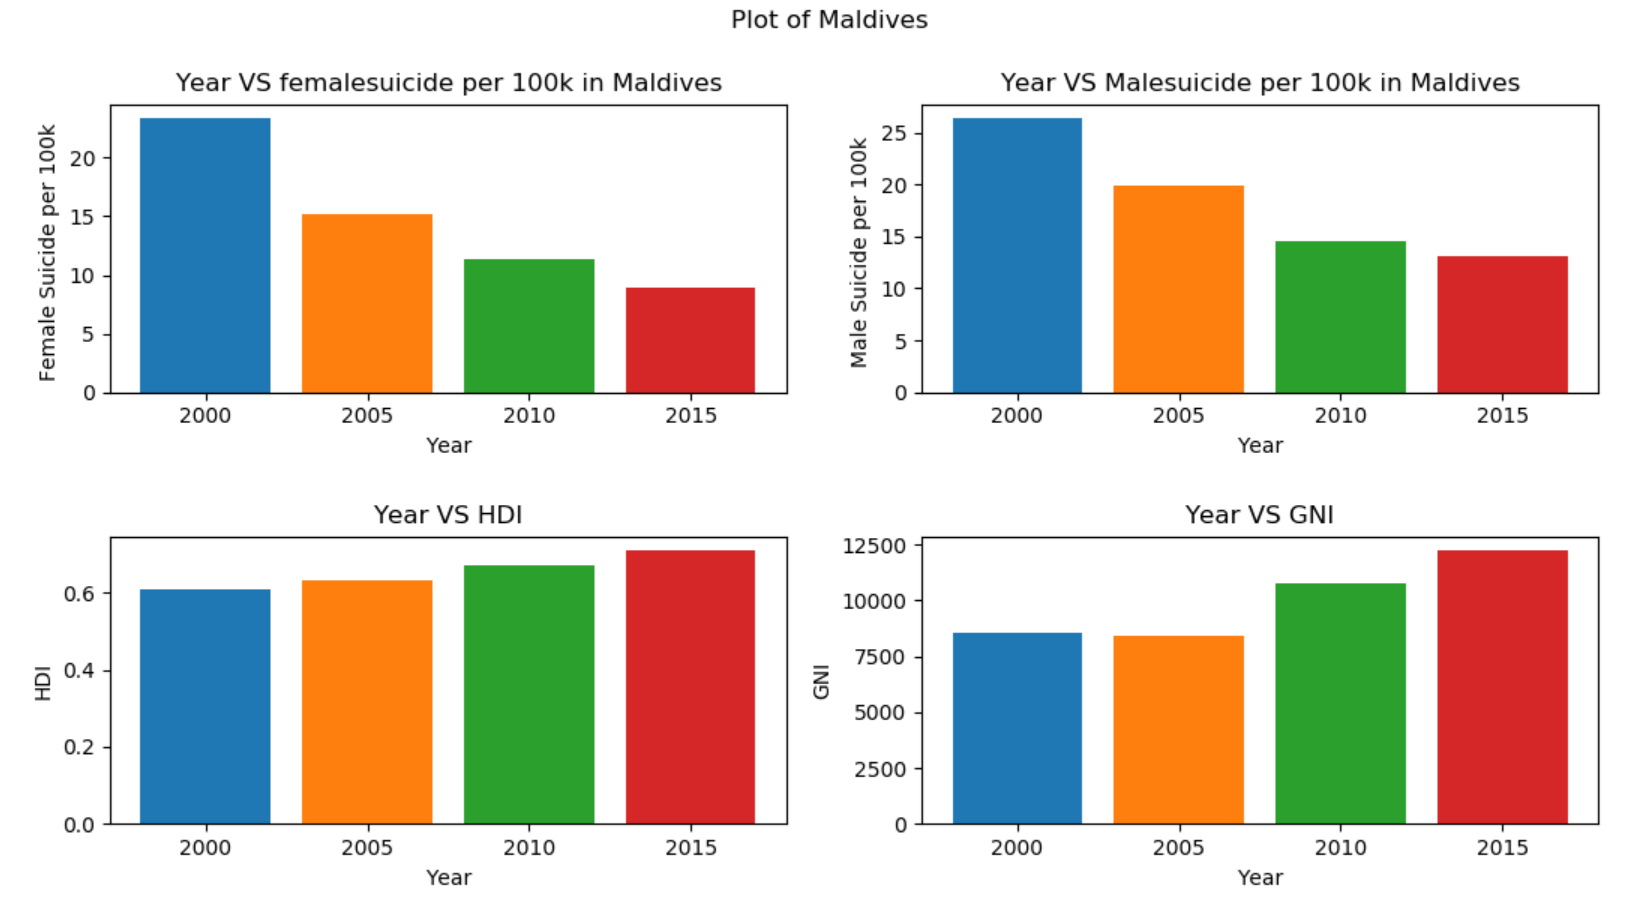 Plot of Maldives
Year VS femalesuicide per 100k in Maldives
Female Suicide per 100k
20
15
10
5
0
2000 2005 2010 2015
Year
Year VS Malesuicide per 100k in Maldives
Male Suicide per 100k
25
20
15
10
5
0
2000 2005 2010 2015
Year
Year VS HDI
HDI
0.6
0.4
0.2
0.0
2000 2005 2010 2015
Year
Year VS GNI
GNI
12500
10000
7500
5000
2500
0
2000 2005 2010 2015
Year